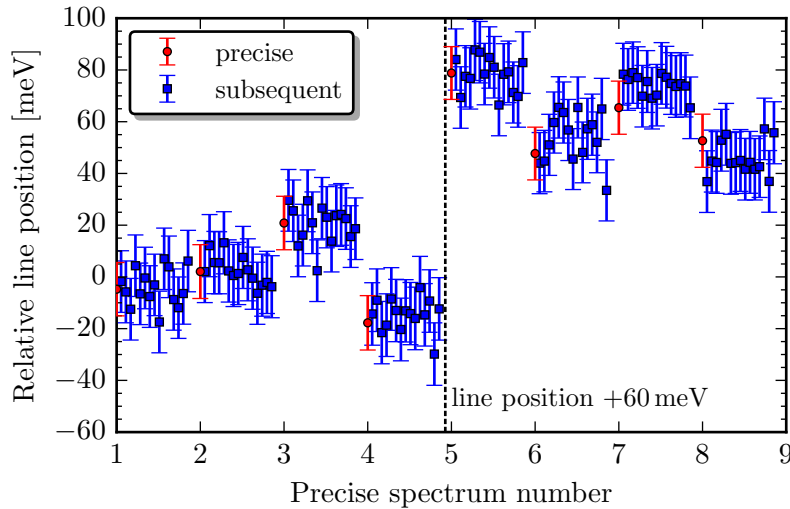 100
80
60
40
20
0
−20
−40
−60
Relative line position [meV]
precise
subsequent
line position +60 meV
1 2 3 4 5 6 7 8 9
Precise spectrum number